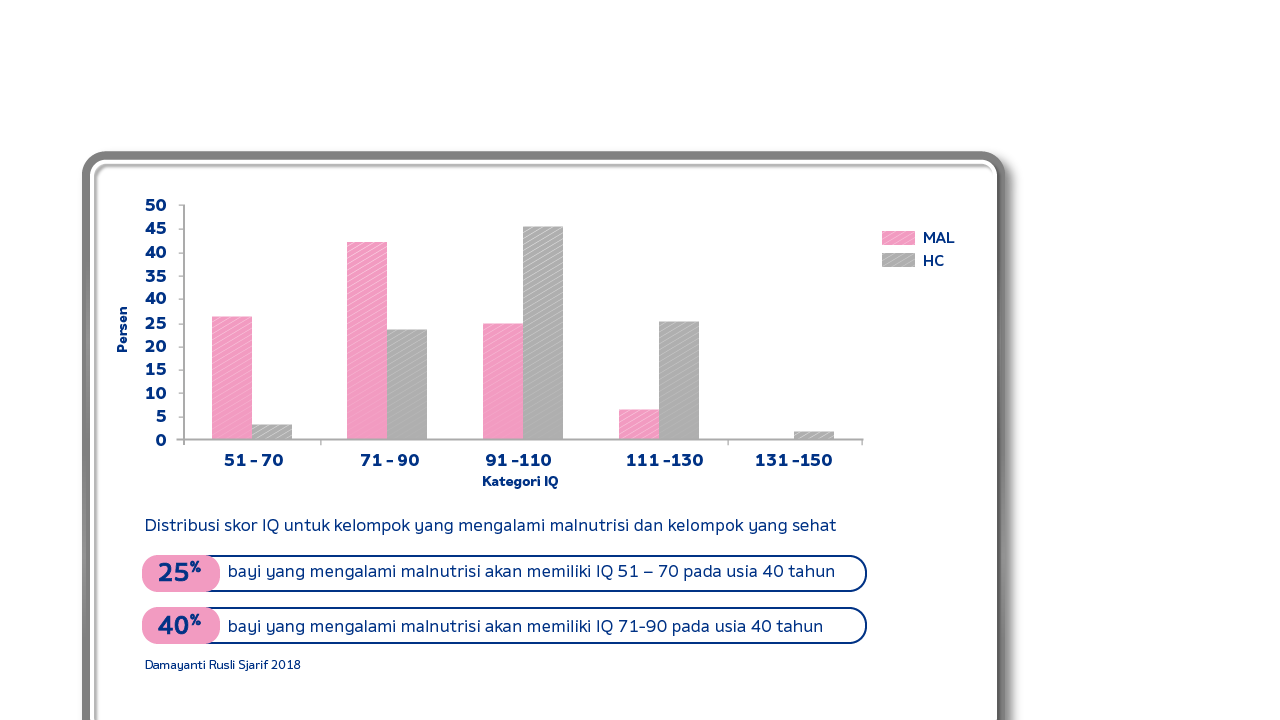 50
45
40
35
40
25
20
15
10
5
0
Persen
MAL
HC
51 - 70 71 - 90 91 -110 111 -130 131 -150
Kategori IQ
Distribusi skor IQ untuk kelompok yang mengalami malnutrisi dan kelompok yang sehat
25% bayi yang mengalami malnutrisi akan memiliki IQ 51 – 70 pada usia 40 tahun
40% bayi yang mengalami malnutrisi akan memiliki IQ 71-90 pada usia 40 tahun
Damayanti Rusli Sjarif 2018